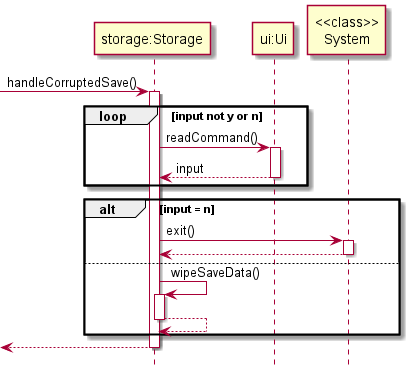 <<class>>
storage:Storage
ui:Ui
System
handleCorruptedSave()
loop
[input not y or n]
readCommand()
input
alt
[input = n]
exit()
wipeSaveData()